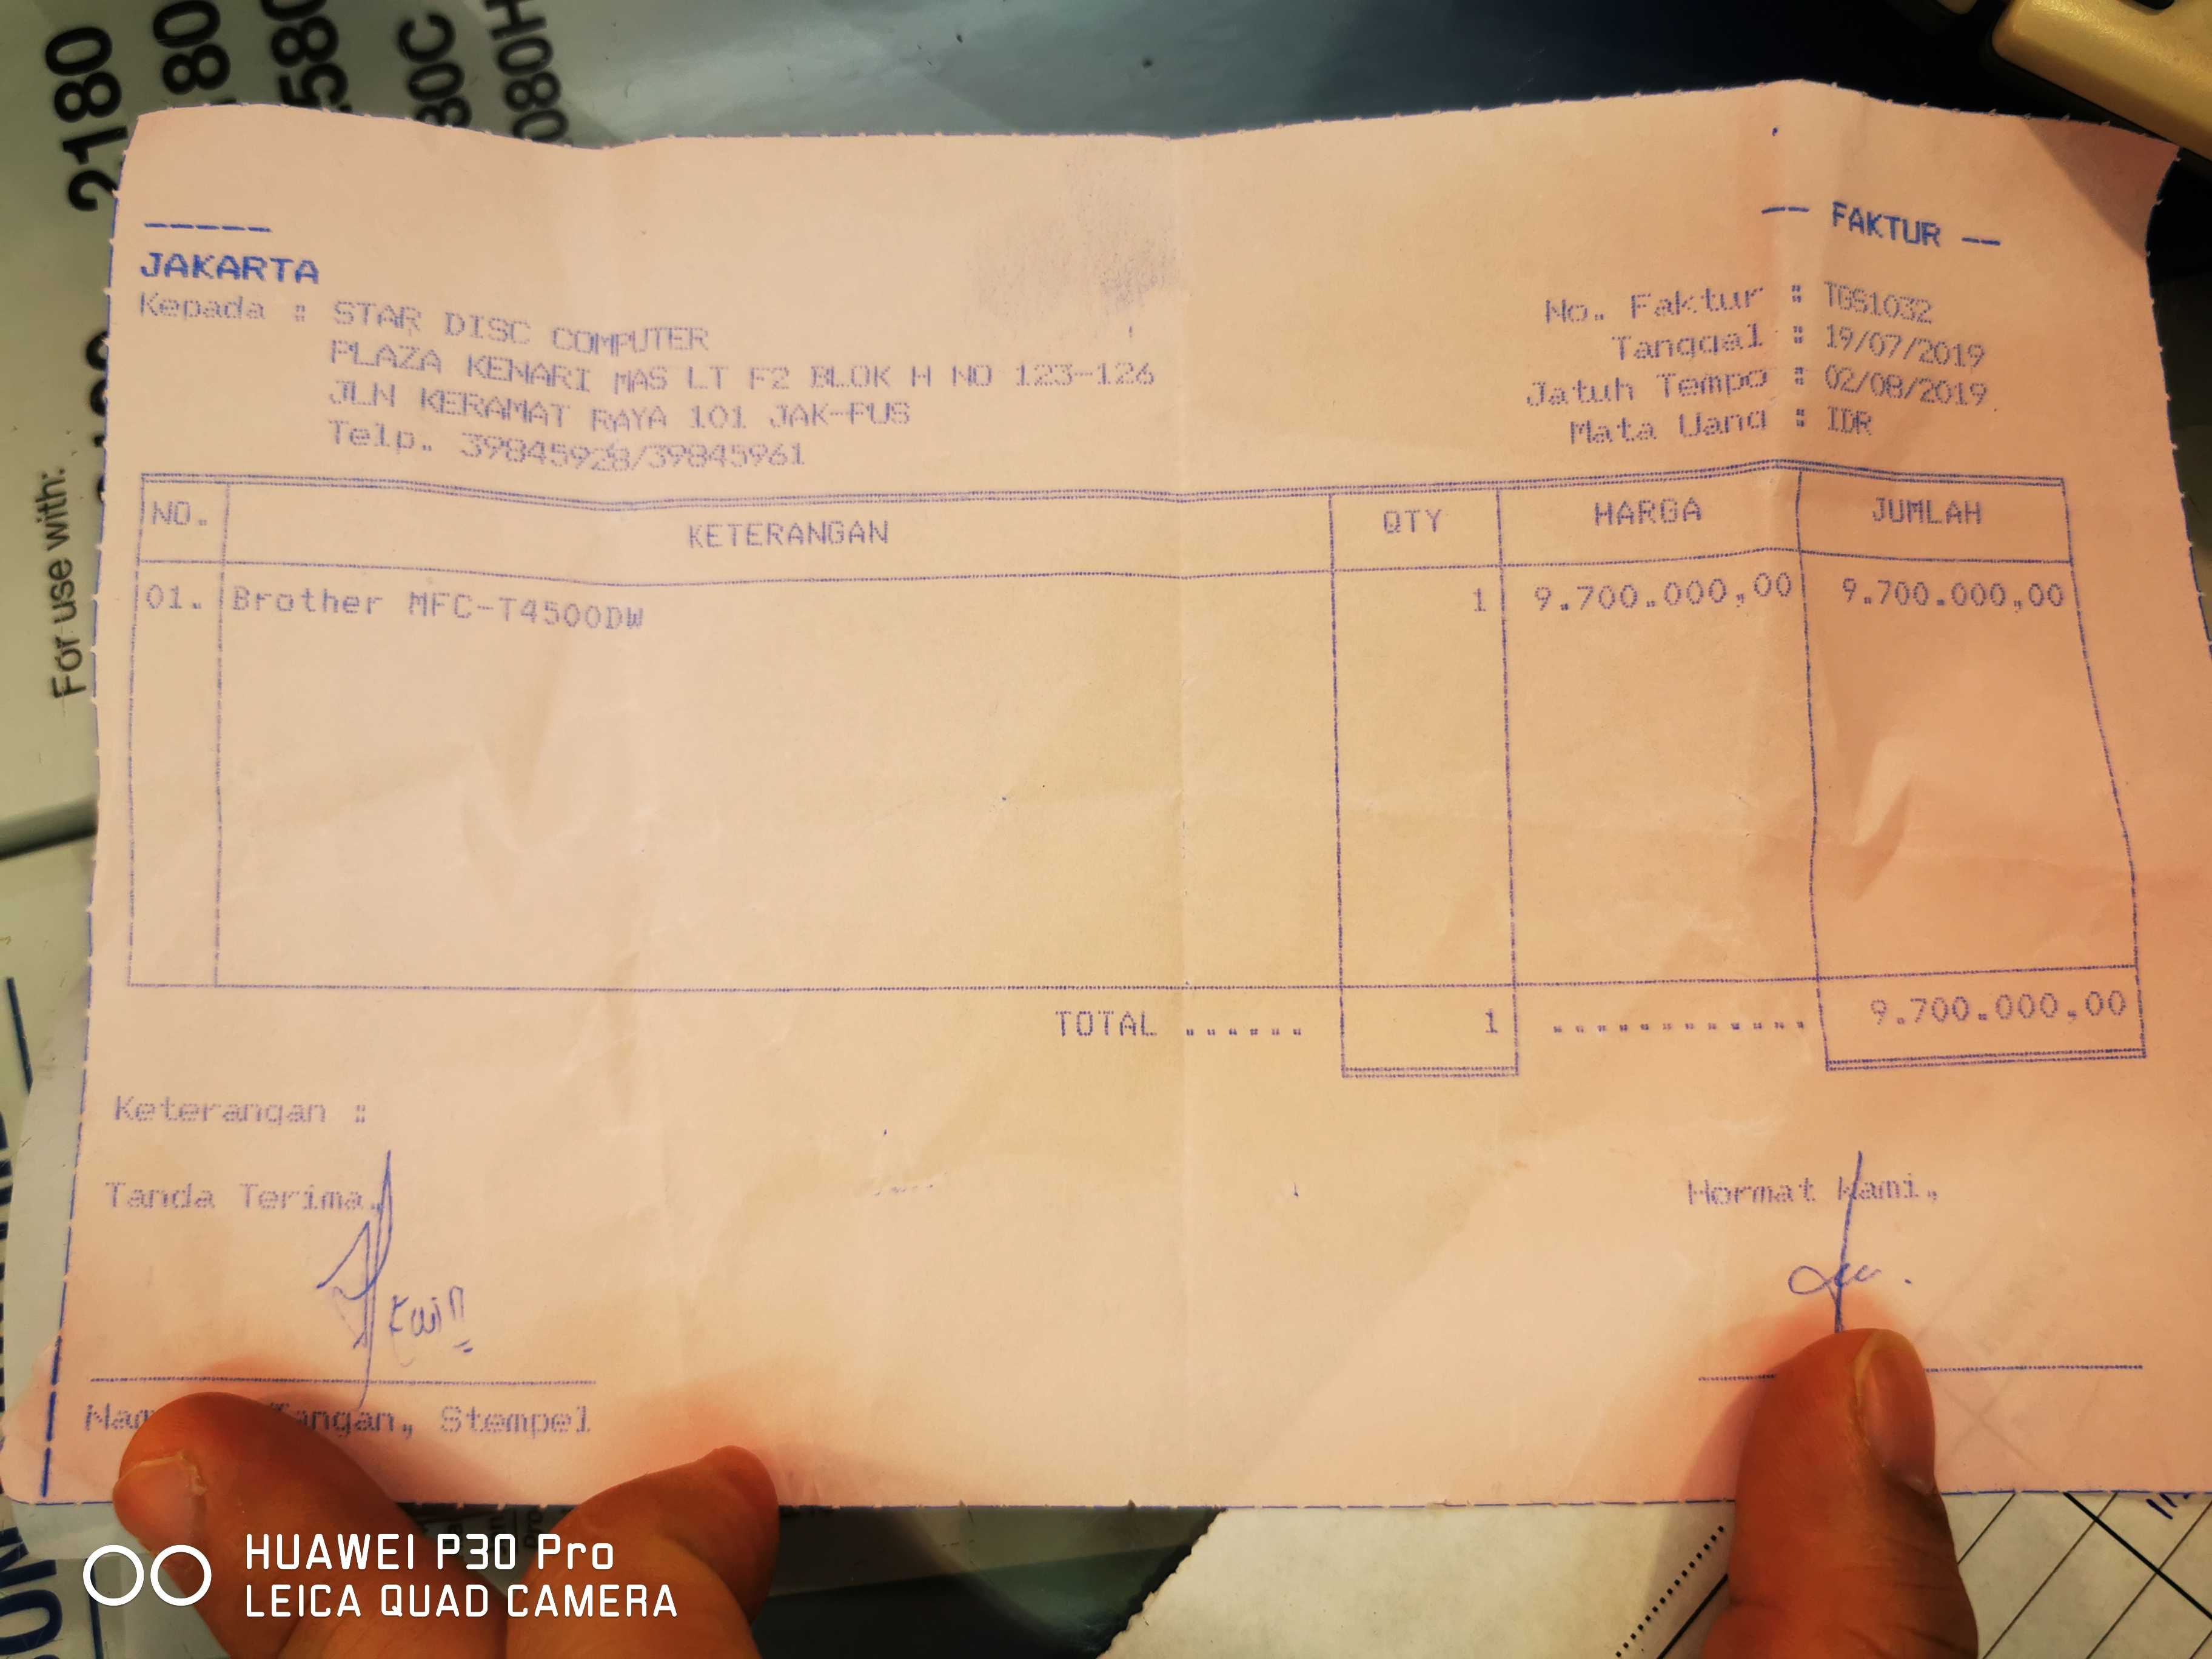 2180
-- FAKTUR --
JAKARTA
Kepada : STAR DISC COMPUTER
PLAZA KENARI MAS LT F2 BLOK H NO 123-126
JLN KERAMAT RAYA 101 JAK-PUS
Telp. 39845928/39845961
No. Faktur : TGS1032
Tanggal : 19/07/2019
Jatuh Tempo : 02/08/2019
Mata Uang : IDR
For use with:
NO. KETERANGAN QTY HARGA JUMLAH
01. Brother MFC-T4500DW 1 9.700.000,00 9.700.000,00
TOTAL ...... 1 ............. 9.700.000,00
Keterangan :
Tanda Terima, Hormat Kami,
Tangan, Stempel
HUAWEI P30 Pro
LEICA QUAD CAMERA